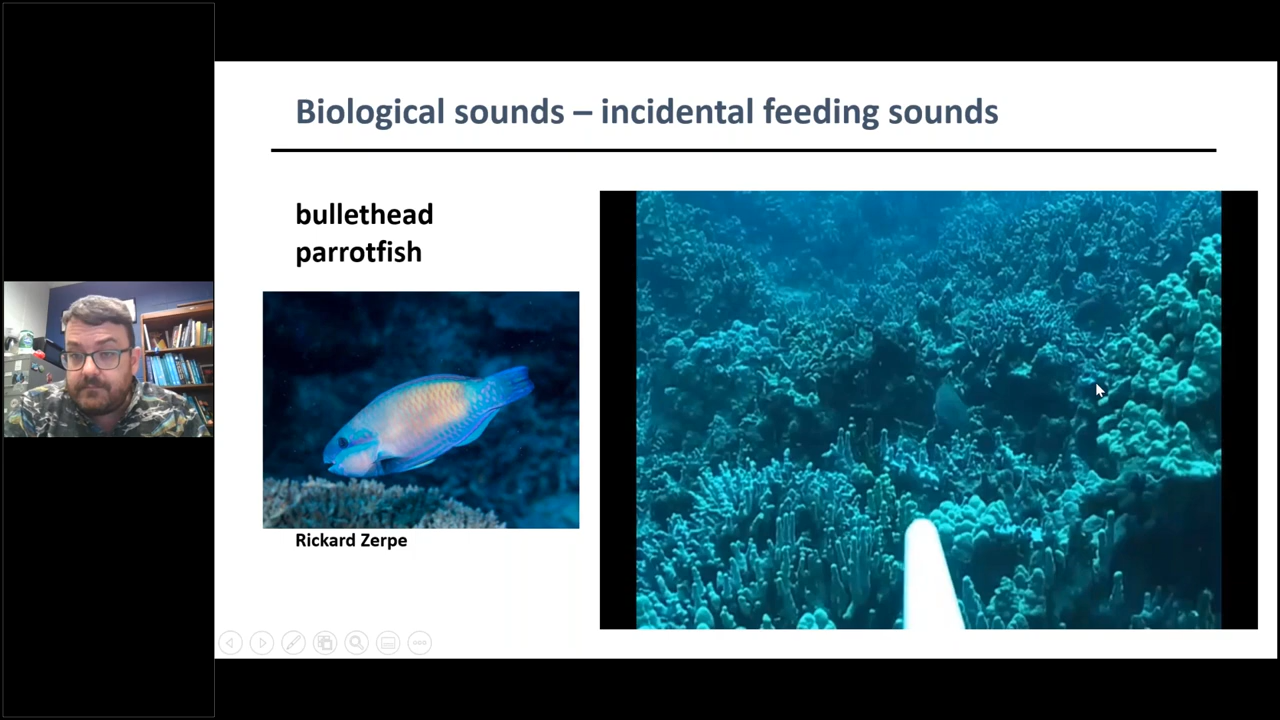 Biological sounds – incidental feeding sounds
bullethead
parrotfish
Rickard Zerpe